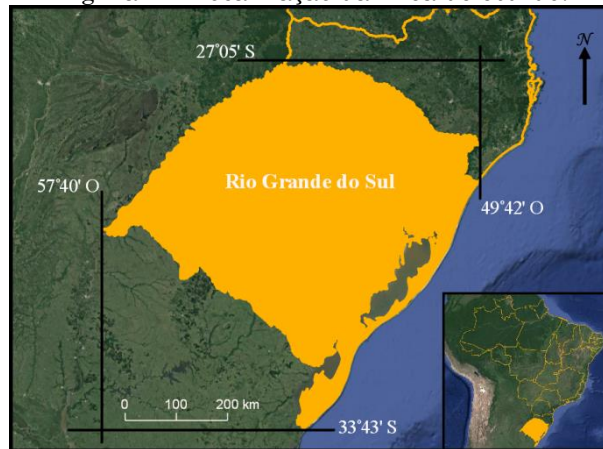 27°05' S
N
Rio Grande do Sul
57°40' O
49°42' O
0 100 200 km
33°43' S